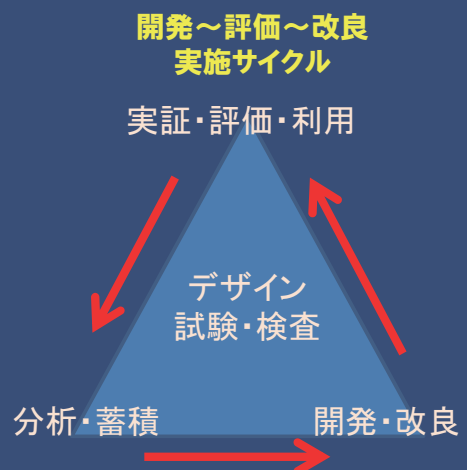 開発～評価～改良
実施サイクル
実証・評価・利用
デザイン
試験・検査
分析・蓄積
開発・改良